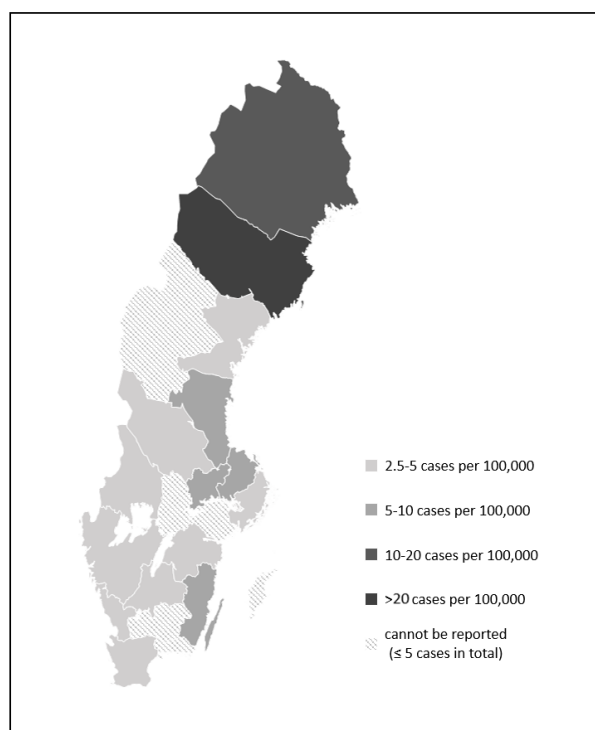 2.5-5 cases per 100,000
5-10 cases per 100,000
10-20 cases per 100,000
>20 cases per 100,000
cannot be reported
(≤ 5 cases in total)